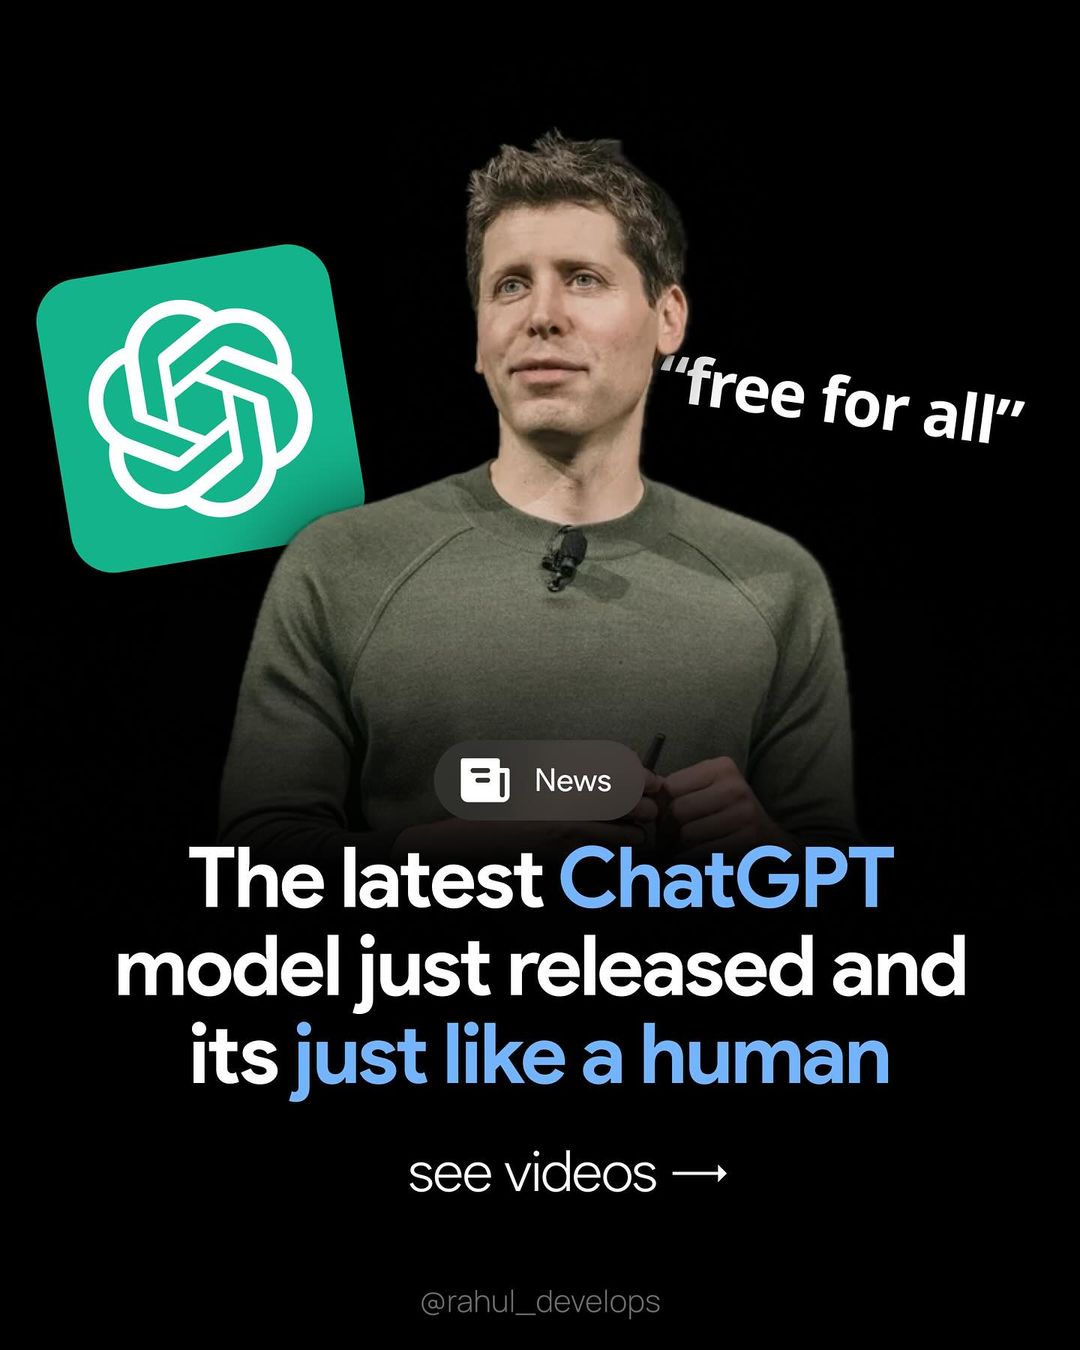 “free for all”
News
The latest ChatGPT
model just released and
its just like a human
see videos →
@rahul_develops